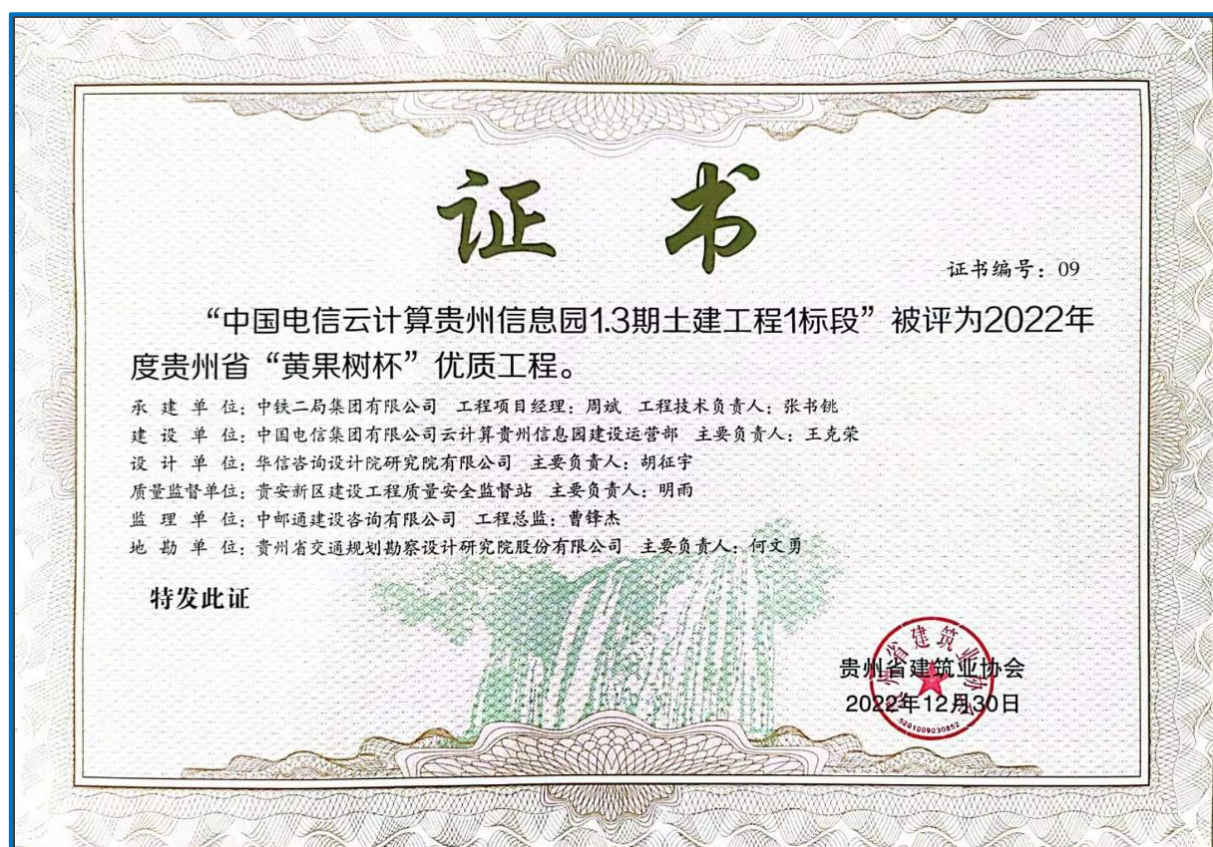 证 书
证书编号：09
“中国电信云计算贵州信息园1.3期土建工程1标段”被评为2022年
度贵州省“黄果树杯”优质工程。
承建单位：中铁二局集团有限公司 工程项目经理：周斌 工程技术负责人：张书铫
建设单位：中国电信集团有限公司云计算贵州信息园建设运营部 主要负责人：王克荣
设计单位：华信咨询设计院研究院有限公司 主要负责人：胡征宇
质量监督单位：贵安新区建设工程质量安全监督站 主要负责人：明雨
监理单位：中邮通建设咨询有限公司 工程总监：曹锋杰
地勘单位：贵州省交通规划勘察设计研究院股份有限公司 主要负责人：何文勇
特发此证
贵州省建筑业协会
2022年12月30日
贵州省建筑业协会
5201009030852